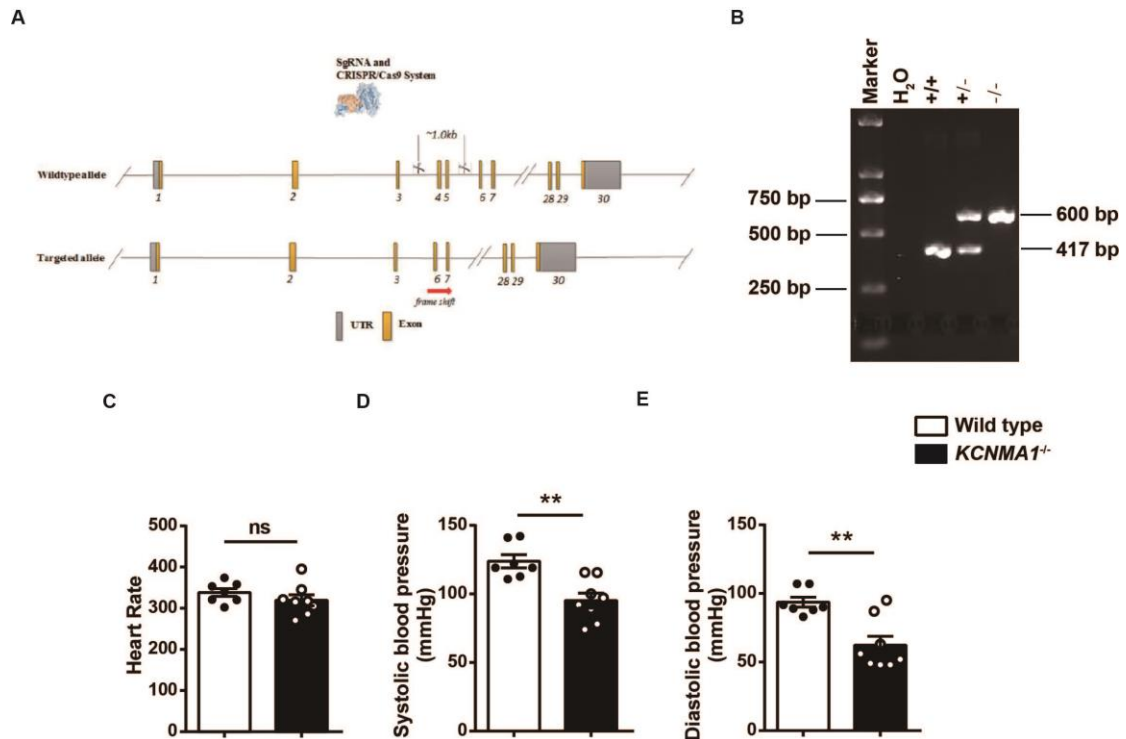 A
SgRNA and
CRISPR/Cas9 System
~1.0kb
Wildtype allele
1 2 3 4 5 6 7 28 29 30
Targeted allele
1 2 3 6 7 28 29 30
frame shift
UTR Exon
B
Marker
H2O
+/+
+/-
-/-
750 bp
500 bp
250 bp
600 bp
417 bp
C
Heart Rate
500
400
300
200
100
0
ns
D
Systolic blood pressure
(mmHg)
150
100
50
0
**
E
Wild type
KCNMA1-/-
Diastolic blood pressure
(mmHg)
150
100
50
0
**